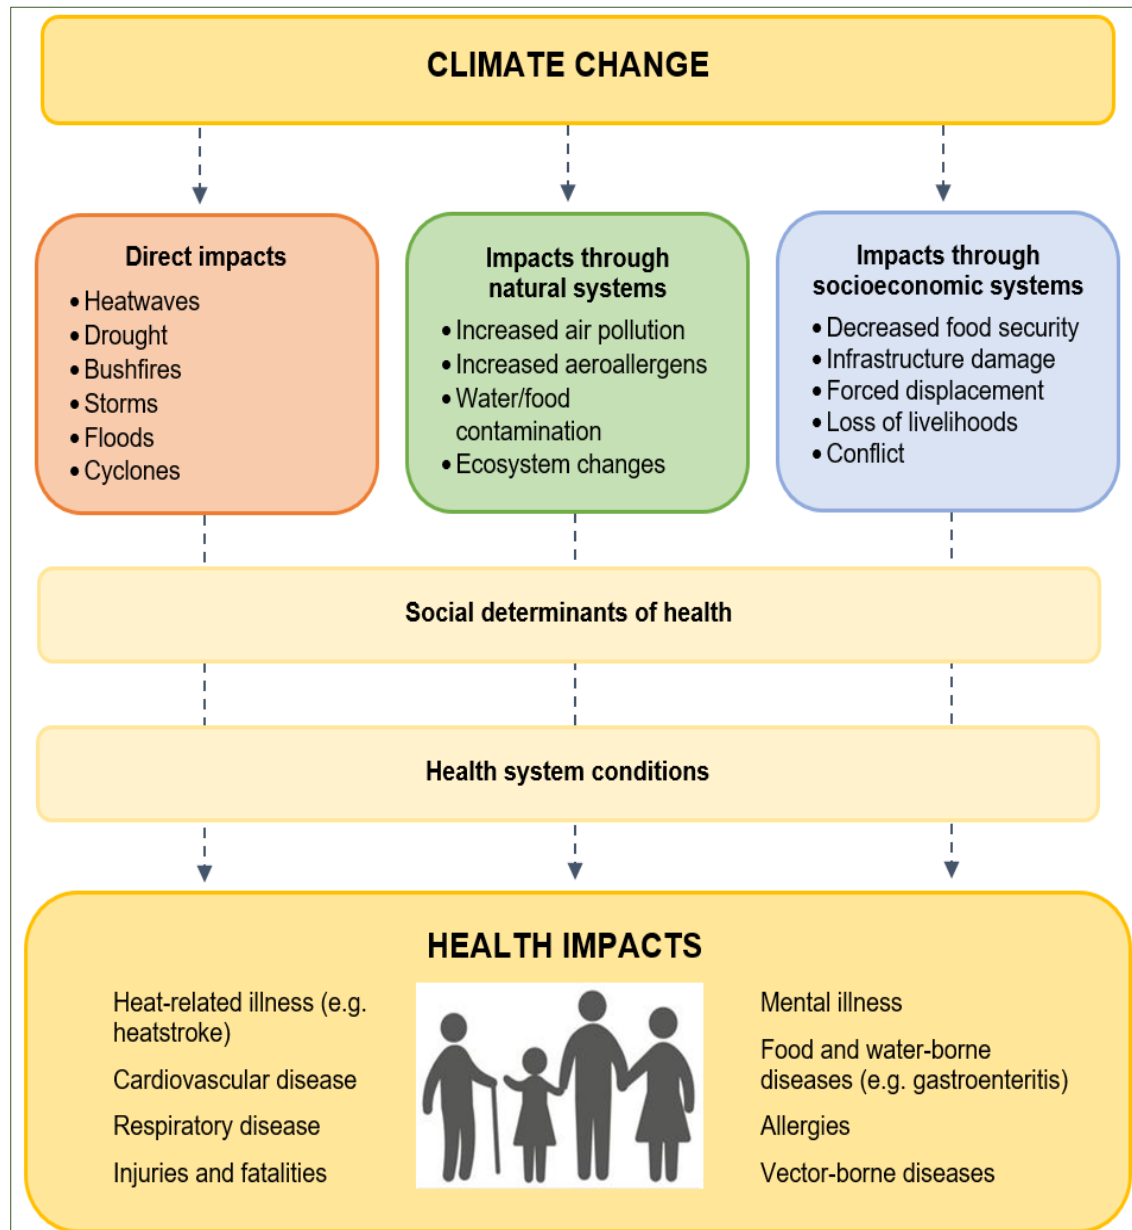 CLIMATE CHANGE
Direct impacts
• Heatwaves
• Drought
• Bushfires
• Storms
• Floods
• Cyclones
Impacts through
natural systems
• Increased air pollution
• Increased aeroallergens
• Water/food
contamination
• Ecosystem changes
Impacts through
socioeconomic systems
• Decreased food security
• Infrastructure damage
• Forced displacement
• Loss of livelihoods
• Conflict
Social determinants of health
Health system conditions
HEALTH IMPACTS
Heat-related illness (e.g.
heatstroke)
Cardiovascular disease
Respiratory disease
Injuries and fatalities
Mental illness
Food and water-borne
diseases (e.g. gastroenteritis)
Allergies
Vector-borne diseases